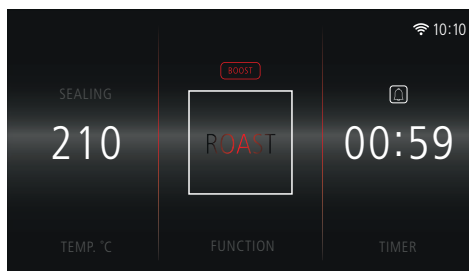 10:10
BOOST
SEALING
210
ROAST
00:59
TEMP. °C
FUNCTION
TIMER